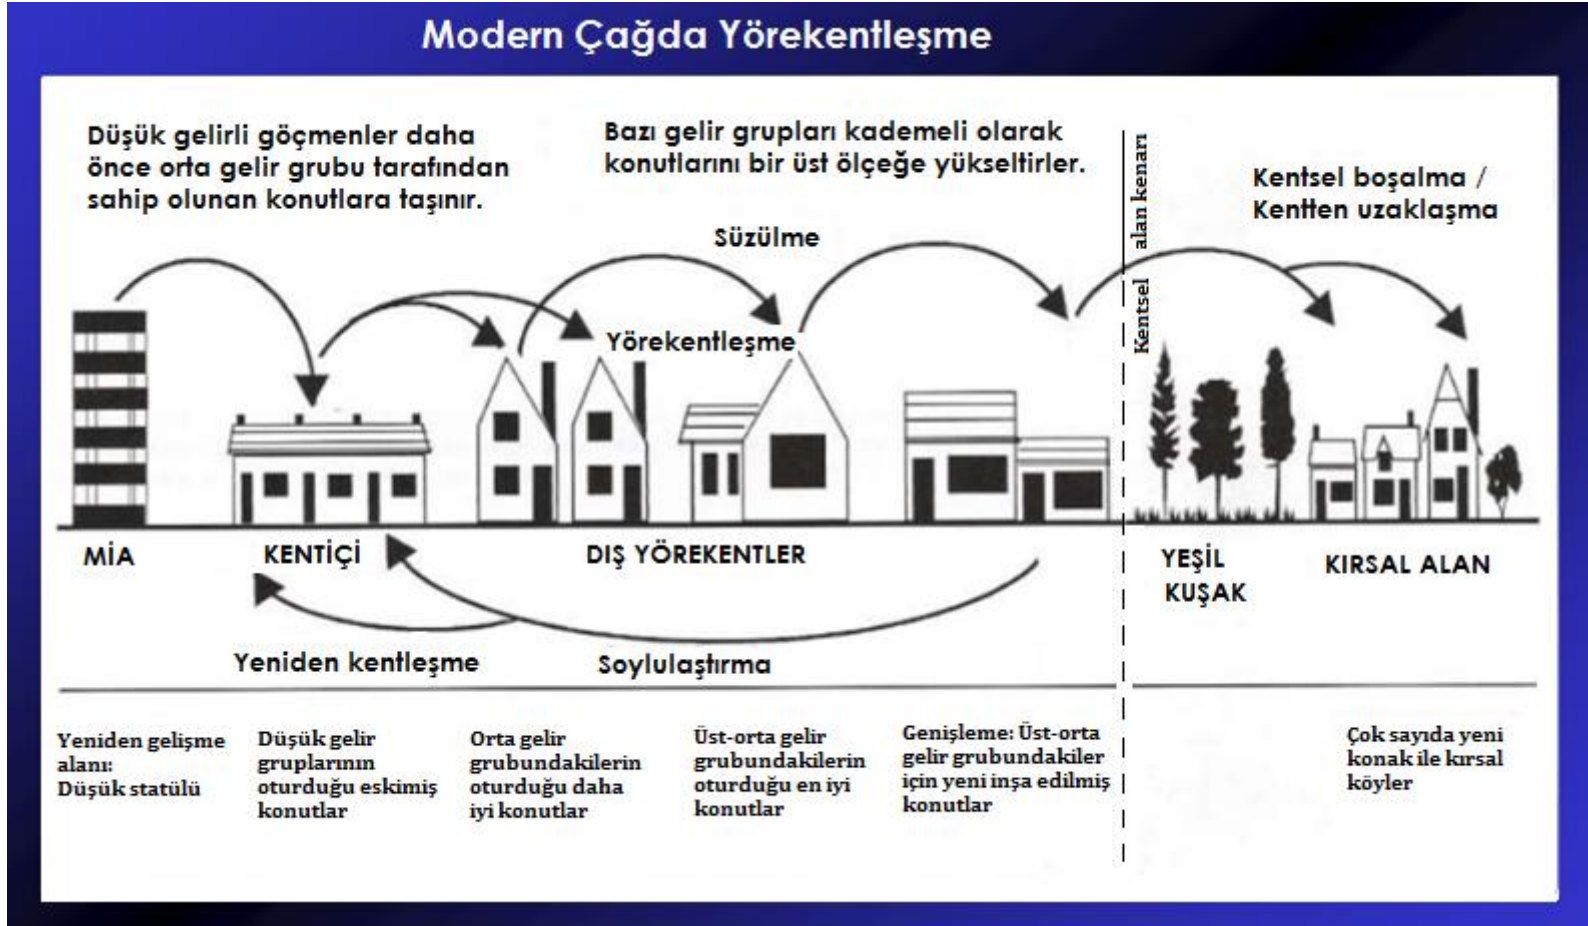 Modern Çağda Yörekentleşme
Düşük gelirli göçmenler daha
önce orta gelir grubu tarafından
sahip olunan konutlara taşınır.
Bazı gelir grupları kademeli olarak
konutlarını bir üst ölçeğe yükseltirler.
Kentsel alan kenarı
Kentsel boşalma /
Kentten uzaklaşma
Süzülme
Yörekentleşme
MİA
KENTİÇİ
DIŞ YÖREKENTLER
YEŞİL
KUŞAK
KIRSAL ALAN
Yeniden kentleşme
Soylulaştırma
Yeniden gelişme
alanı:
Düşük statülü
Düşük gelir
gruplarının
oturduğu eskimiş
konutlar
Orta gelir
grubundakilerin
oturduğu daha
iyi konutlar
Üst-orta gelir
grubundakilerin
oturduğu en iyi
konutlar
Genişleme: Üst-orta
gelir grubundakiler
için yeni inşa edilmiş
konutlar
Çok sayıda yeni
konak ile kırsal
köyler